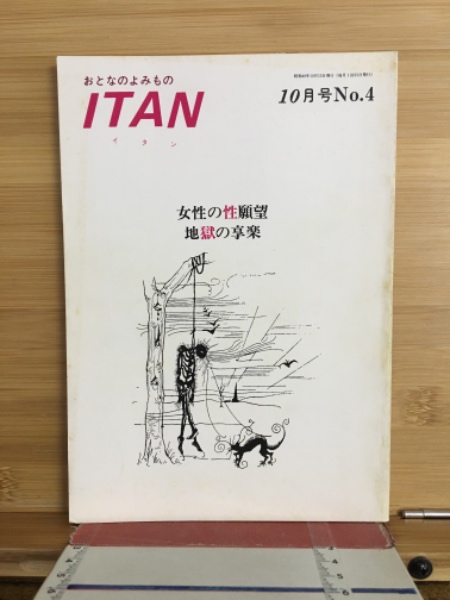 おとなのよみもの
ITAN
イタン
10月号No.4
女性の性願望
地獄の享楽